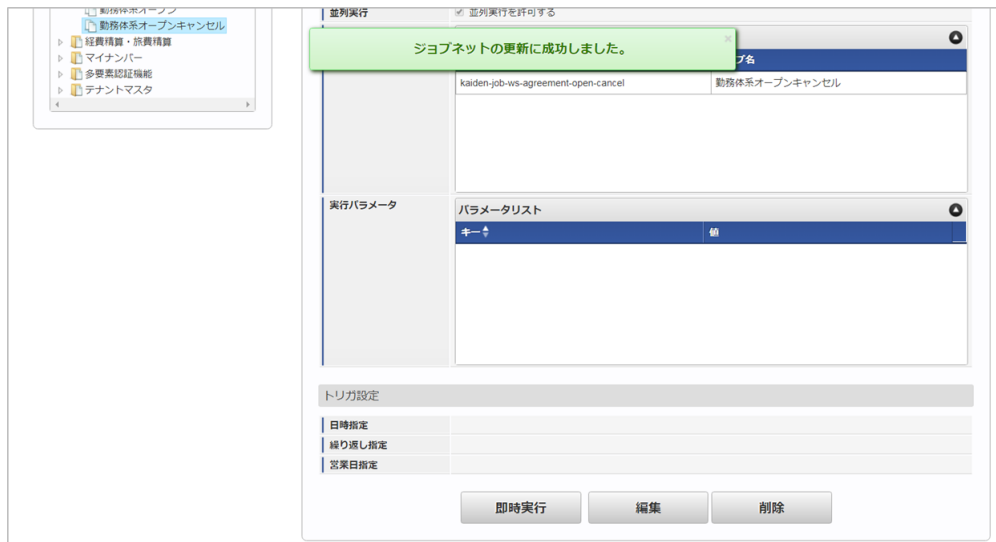 勤務体系オープン
勤務体系オープンキャンセル
経費精算・旅費精算
マイナンバー
多要素認証機能
テナントマスタ
並列実行
並列実行を許可する
ジョブネットの更新に成功しました。
×
ブ名
kaiden-job-ws-agreement-open-cancel
勤務体系オープンキャンセル
実行パラメータ
パラメータリスト
キー
値
トリガ設定
日時指定
繰り返し指定
営業日指定
即時実行
編集
削除